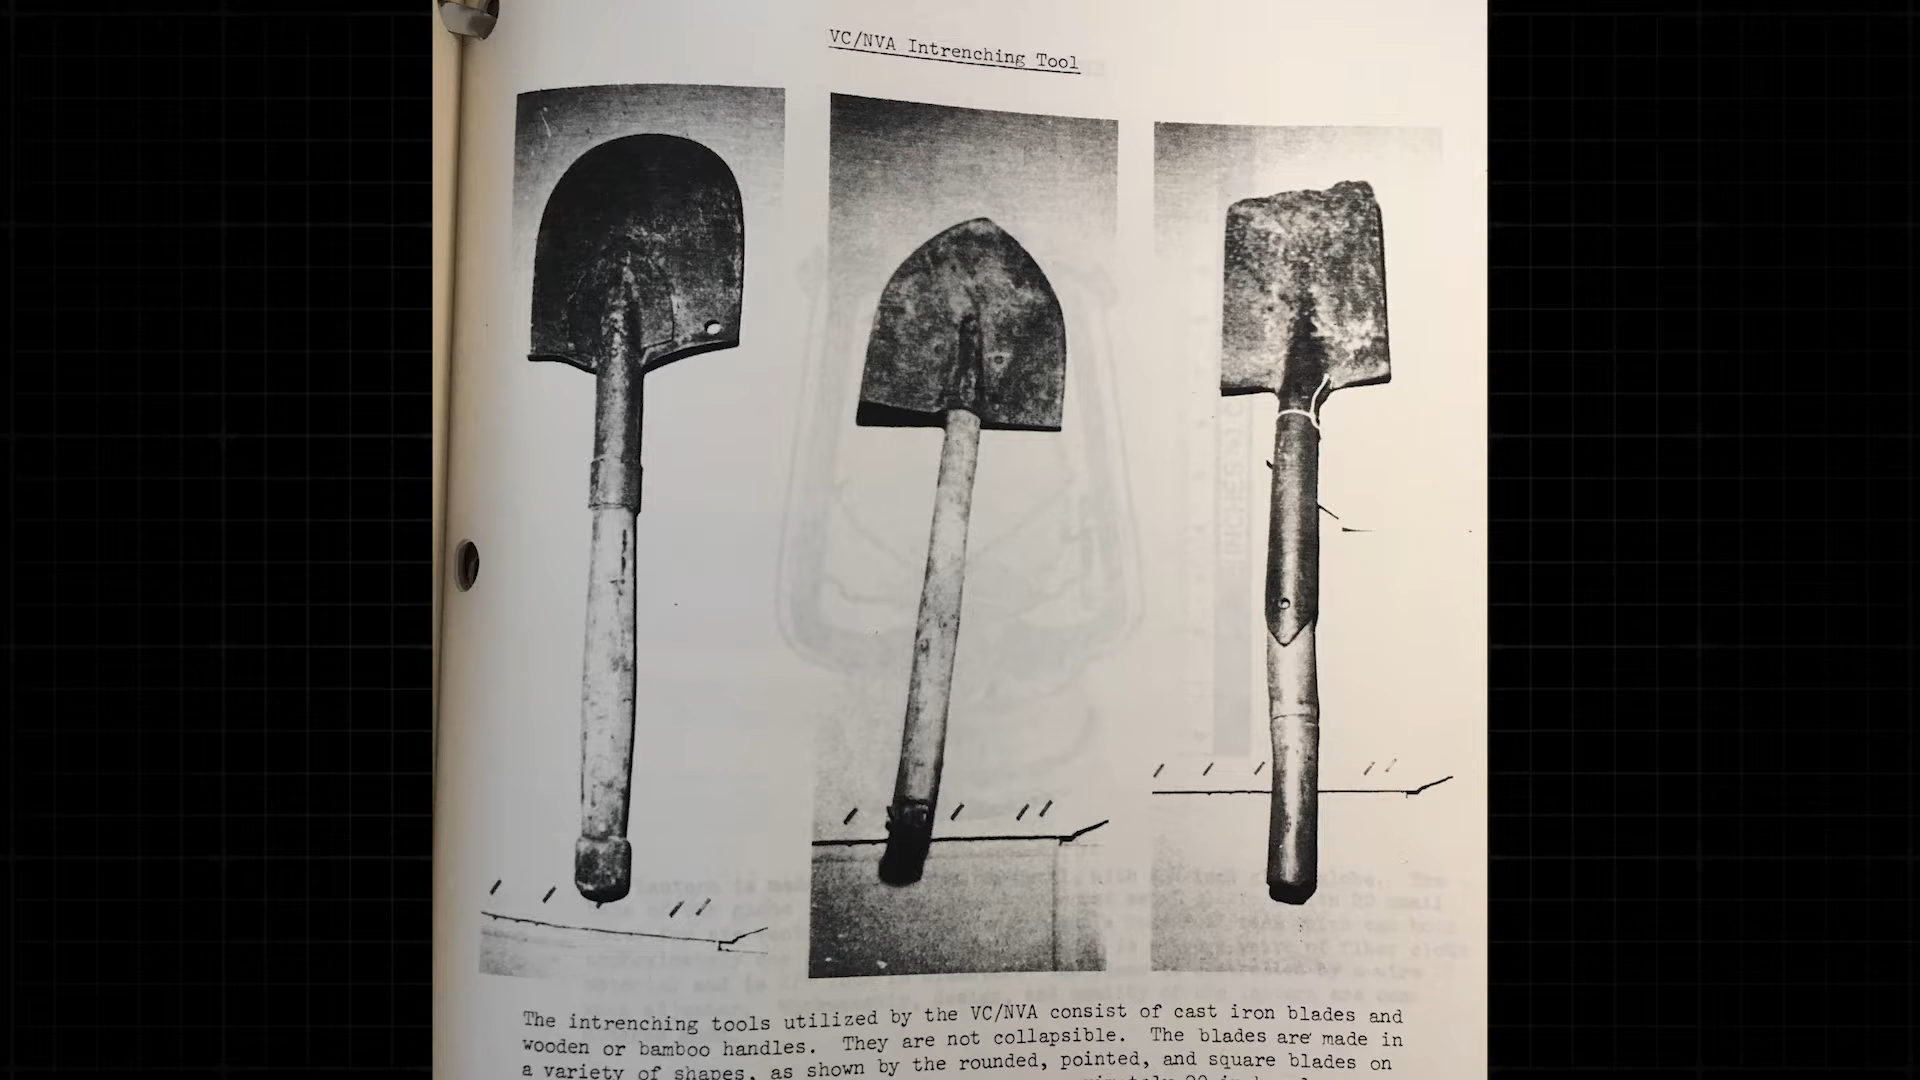 VC/NVA Intrenching Tool
INCHES
The intrenching tools utilized by the VC/NVA consist of cast iron blades and
wooden or bamboo handles. They are not collapsible. The blades are made in
a variety of shapes, as shown by the rounded, pointed, and square blades on